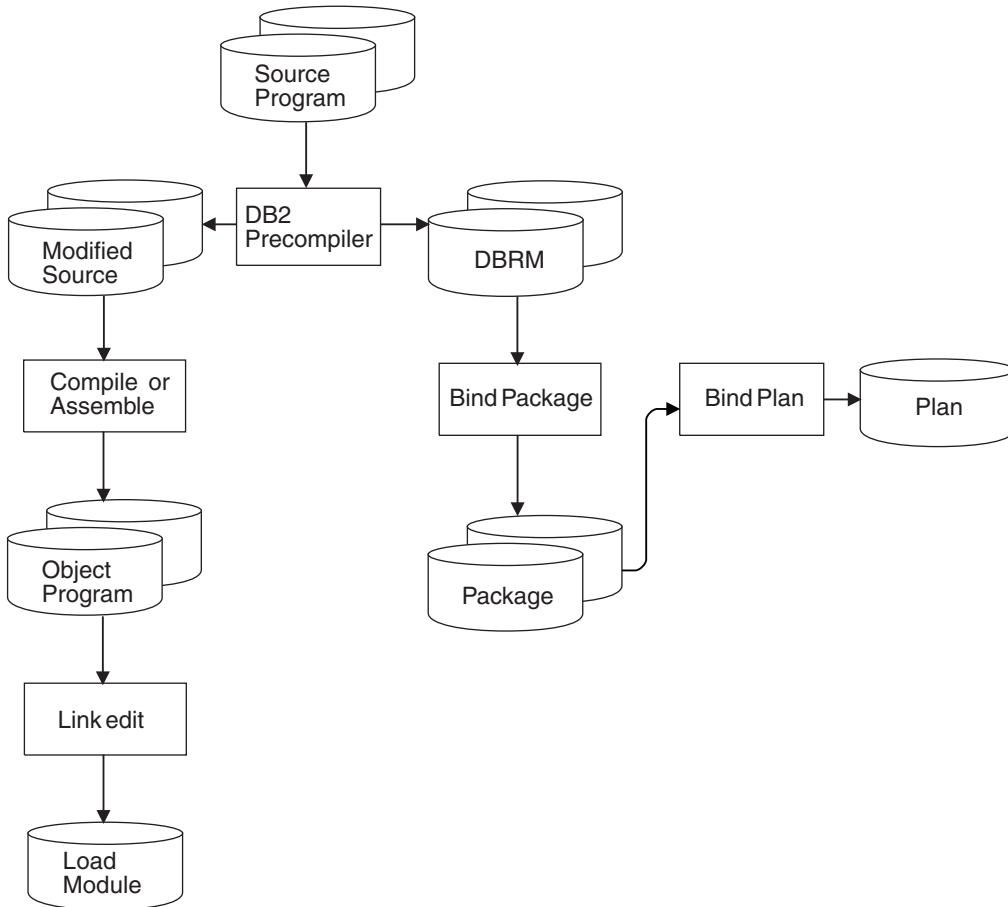 Source
Program
DB2
Precompiler
Modified
Source
DBRM
Compile or
Assemble
Bind Package
Bind Plan
Plan
Object
Program
Package
Link edit
Load
Module